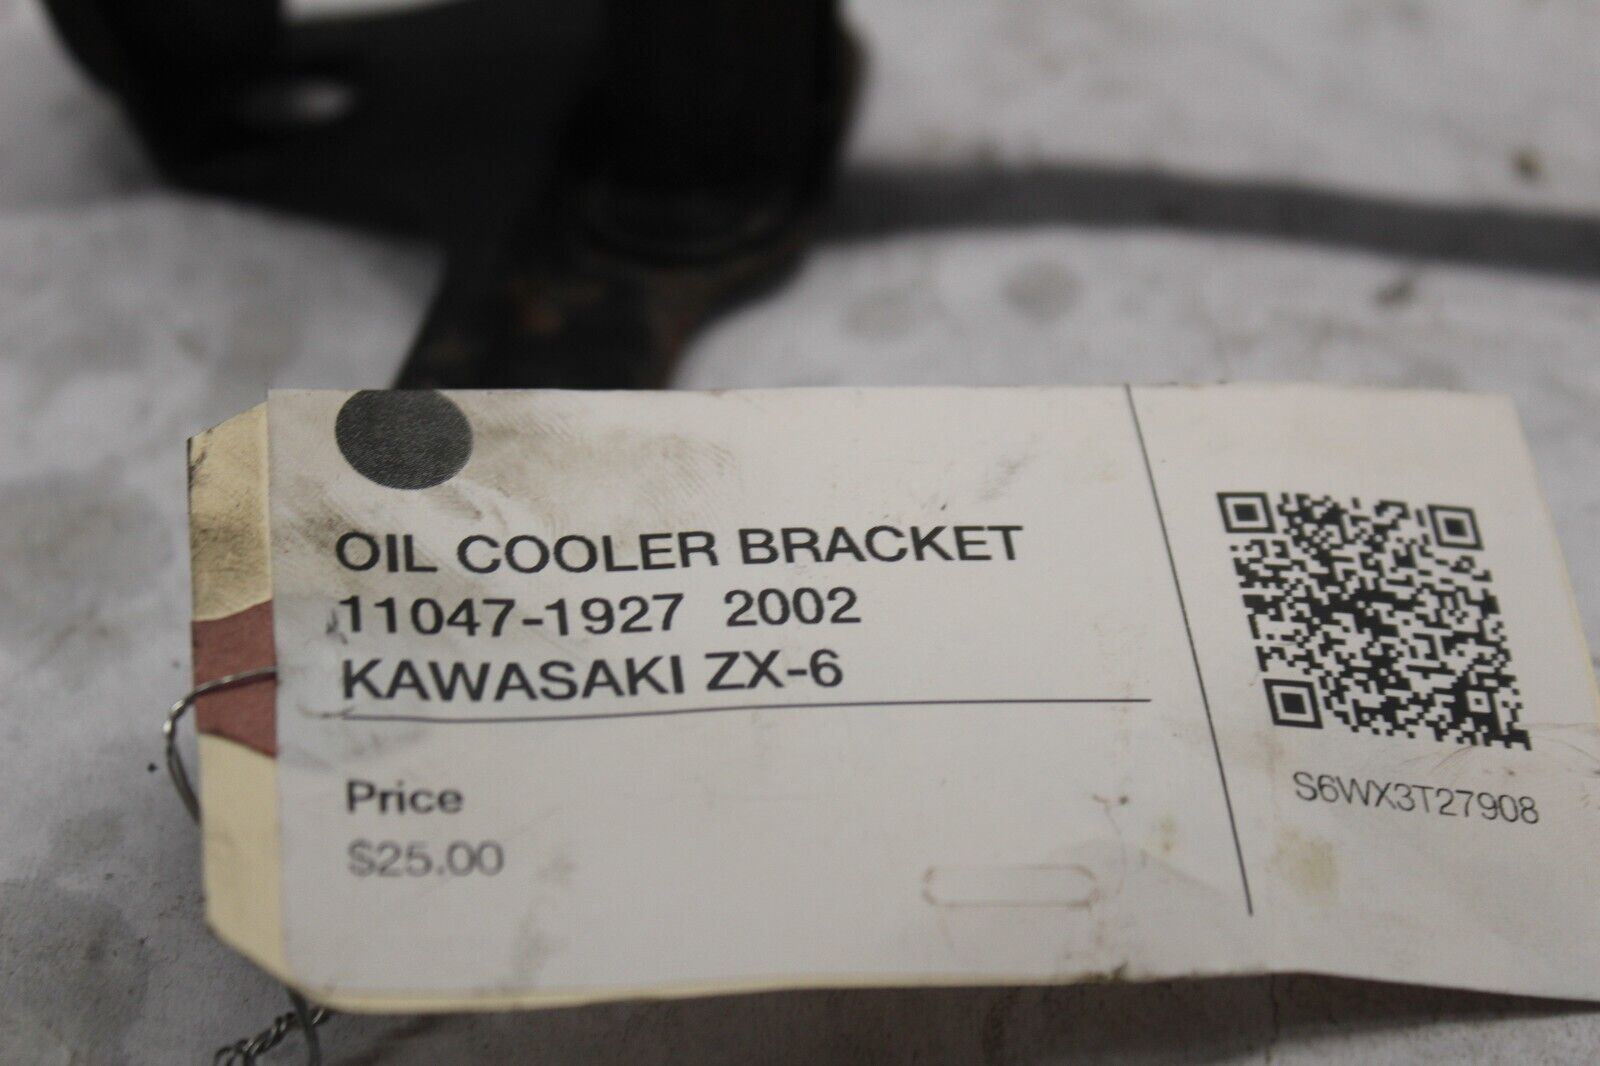 OIL COOLER BRACKET
11047-1927 2002
KAWASAKI ZX-6
Price
$25.00
S6WX3T27908